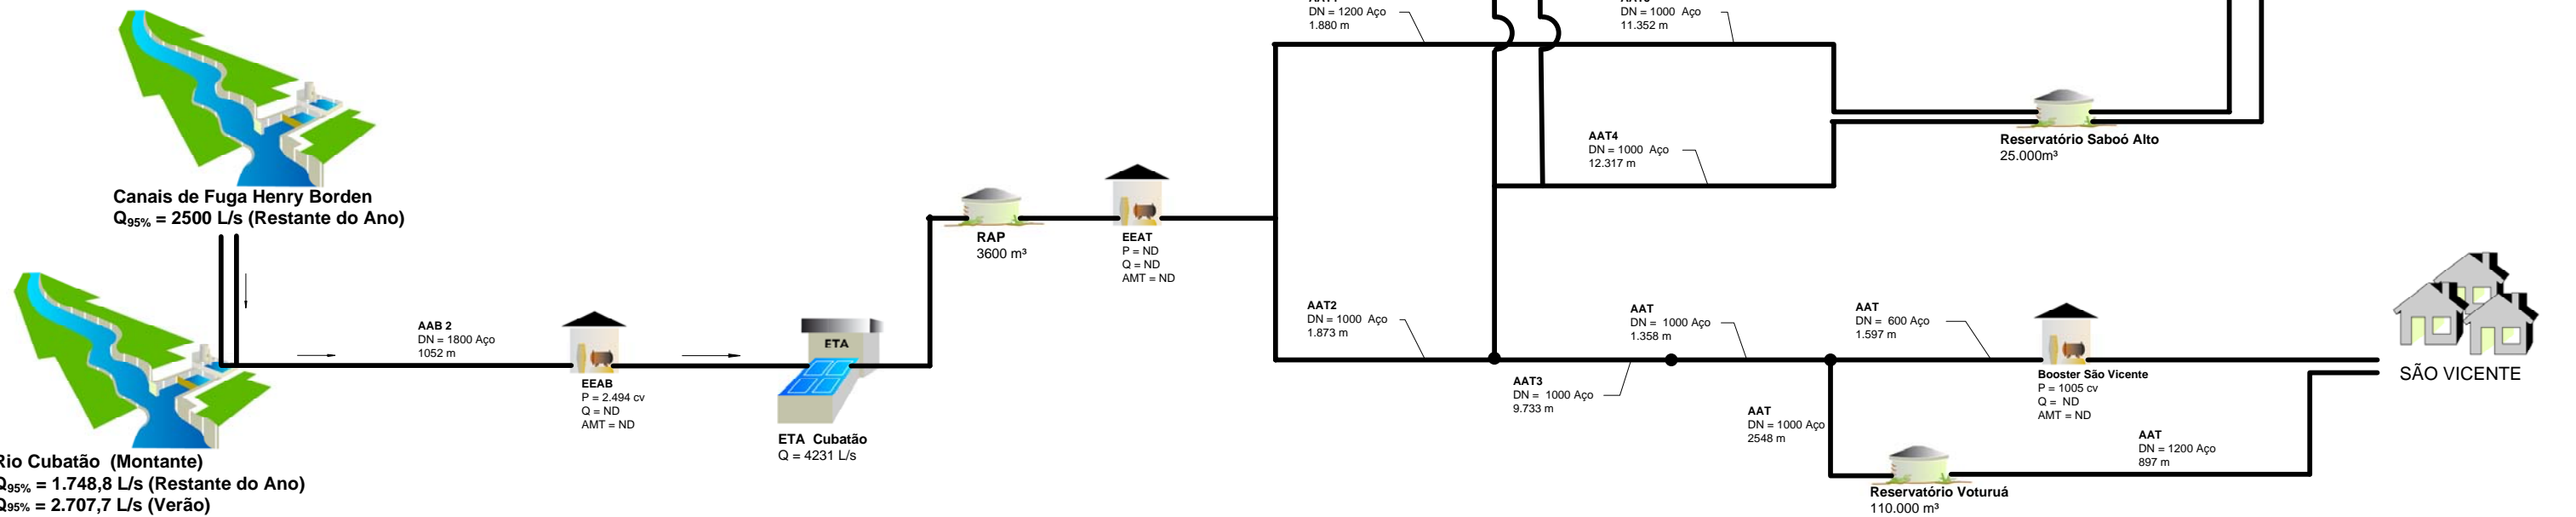 DN = 1200 Aço
1.880 m
DN = 1000 Aço
11.352 m
Canais de Fuga Henry Borden
Q95% = 2500 L/s (Restante do Ano)
AAT4
DN = 1000 Aço
12.317 m
Reservatório Saboó Alto
25.000m³
RAP
3600 m³
EEAT
P = ND
Q = ND
AMT = ND
AAB 2
DN = 1800 Aço
1052 m
EEAB
P = 2.494 cv
Q = ND
AMT = ND
ETA
ETA Cubatão
Q = 4231 L/s
AAT2
DN = 1000 Aço
1.873 m
AAT3
DN = 1000 Aço
9.733 m
AAT
DN = 1000 Aço
1.358 m
AAT
DN = 600 Aço
1.597 m
Booster São Vicente
P = 1005 cv
Q = ND
AMT = ND
SÃO VICENTE
AAT
DN = 1000 Aço
2548 m
AAT
DN = 1200 Aço
897 m
Reservatório Voturuá
110.000 m³
Rio Cubatão (Montante)
Q95% = 1.748,8 L/s (Restante do Ano)
Q95% = 2.707,7 L/s (Verão)